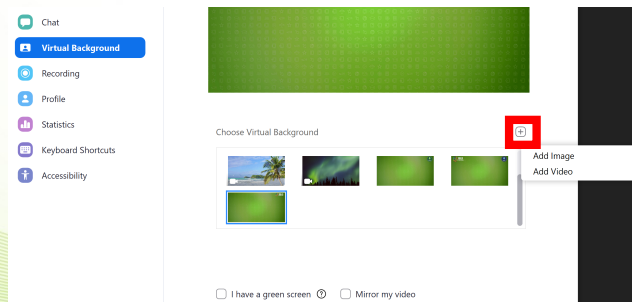 Chat
Virtual Background
Recording
Profile
Statistics
Keyboard Shortcuts
Accessibility
Choose Virtual Background
Add Image
Add Video
I have a green screen
Mirror my video